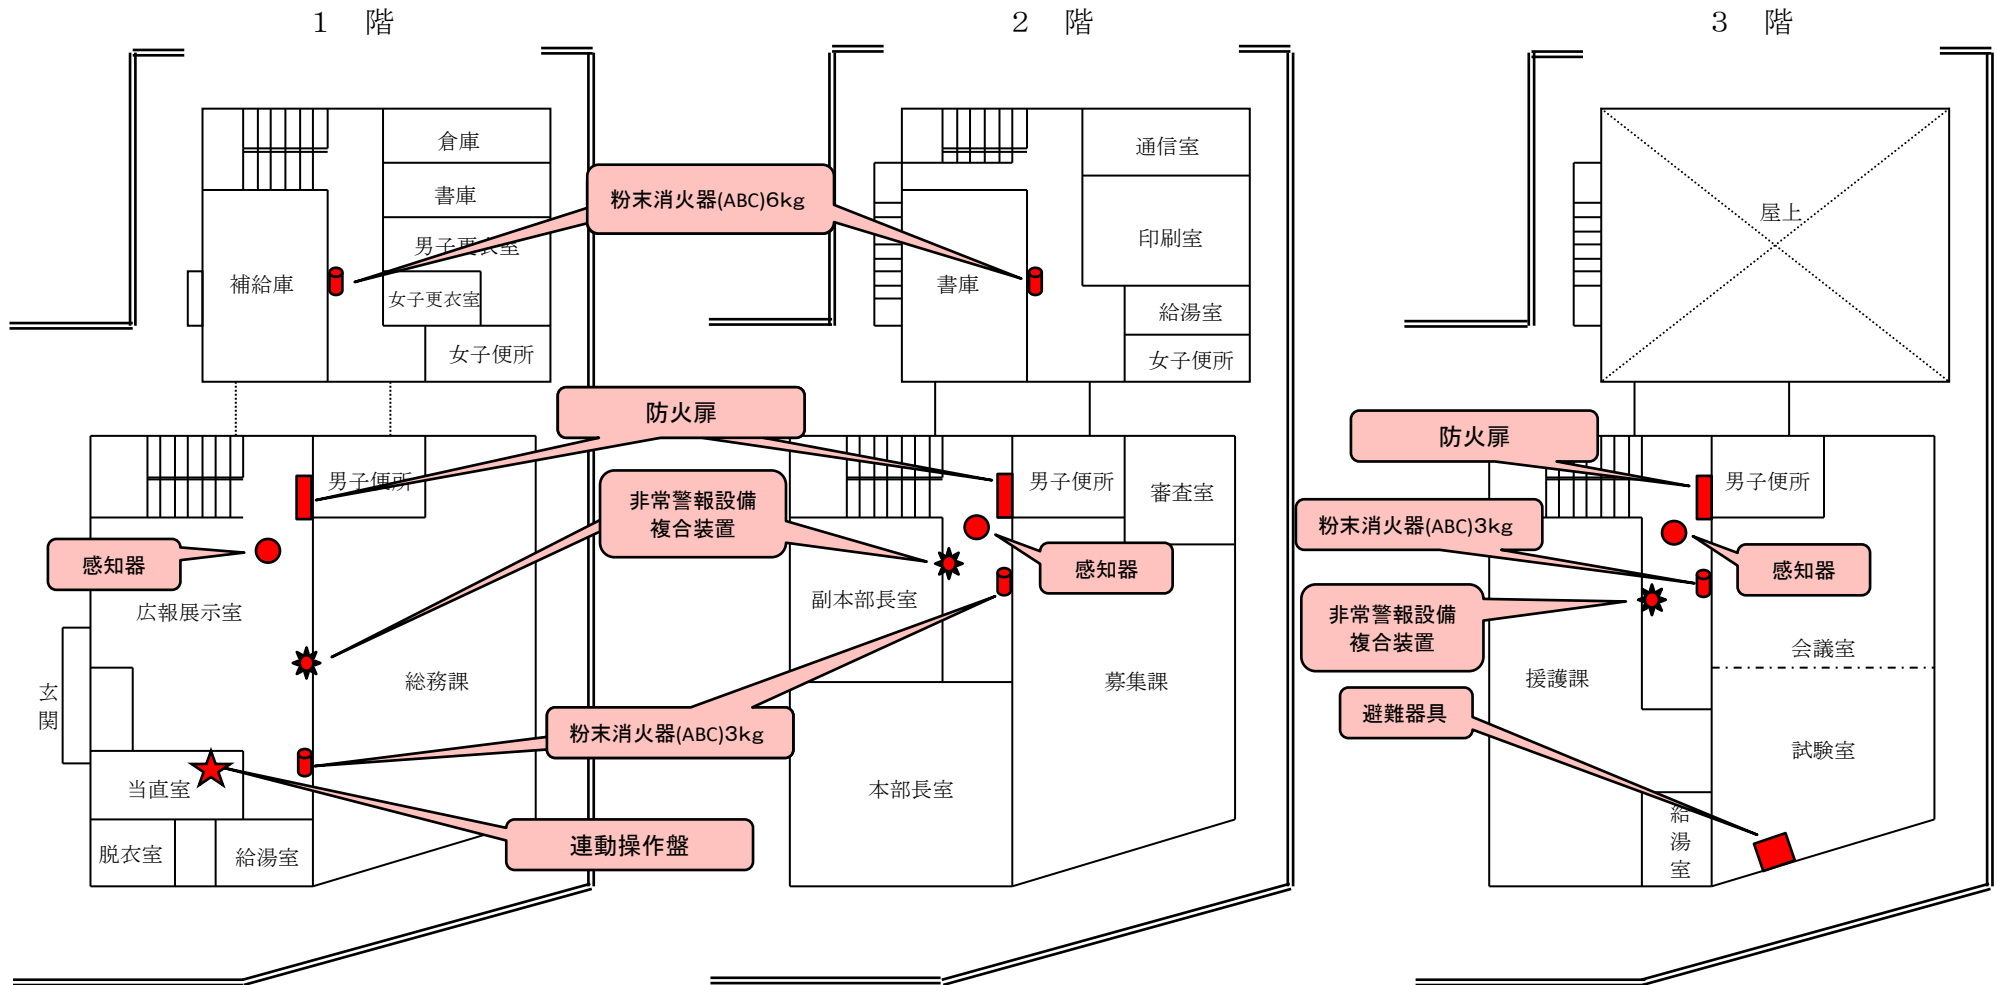 １　階
倉庫
書庫
男子更衣室
女子更衣室
補給庫
女子便所
男子便所
感知器
広報展示室
玄関
総務課
当直室
脱衣室
給湯室
連動操作盤
粉末消火器(ABC)6kg
防火扉
非常警報設備
複合装置
粉末消火器(ABC)3kg
２　階
通信室
印刷室
書庫
給湯室
女子便所
男子便所
審査室
感知器
副本部長室
募集課
本部長室
３　階
屋上
防火扉
男子便所
粉末消火器(ABC)3kg
感知器
非常警報設備
複合装置
会議室
援護課
避難器具
試験室
給湯室